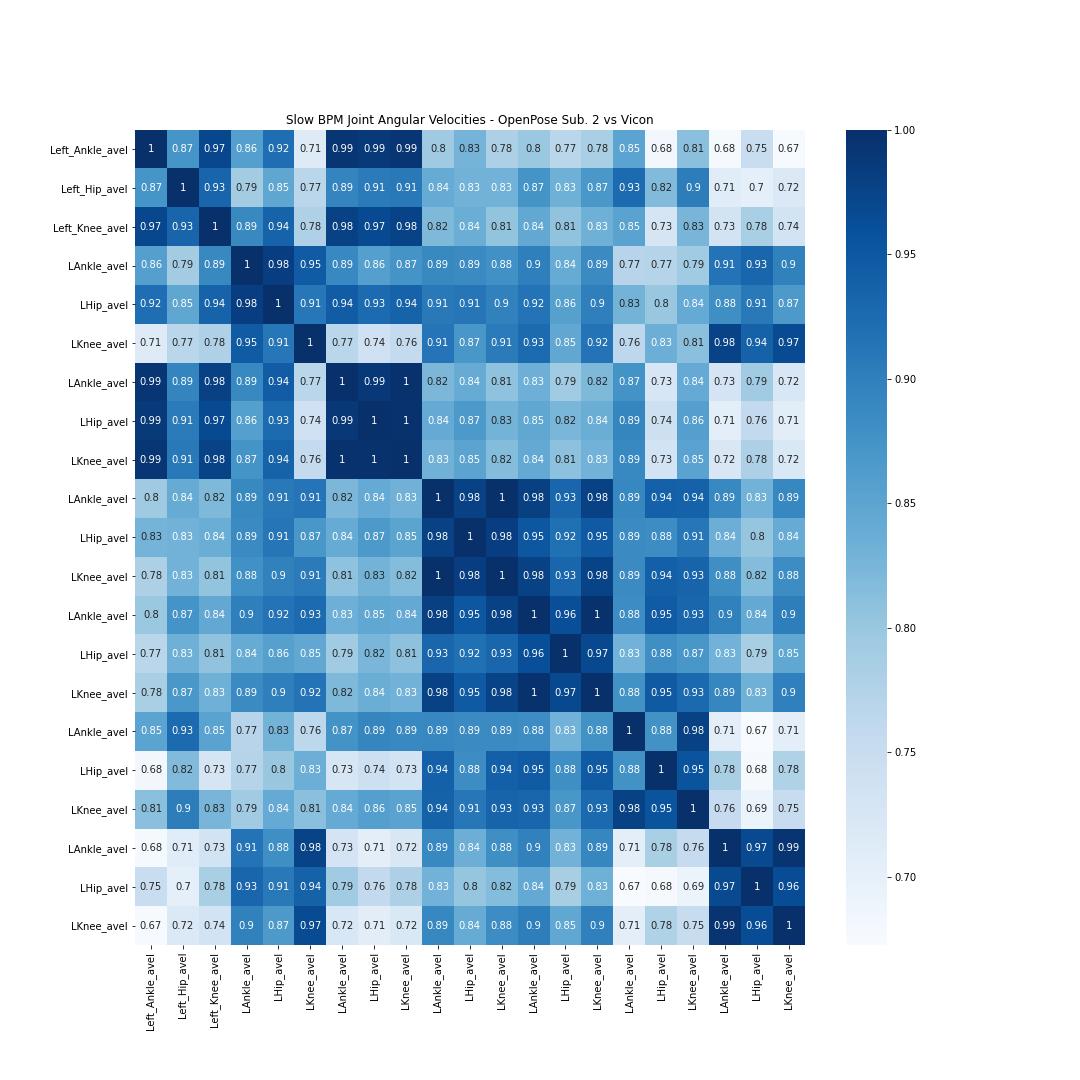 Slow BPM Joint Angular Velocities - OpenPose Sub. 2 vs Vicon
Left_Ankle_avel 1 0.87 0.97 0.86 0.92 0.71 0.99 0.99 0.99 0.8 0.83 0.78 0.8 0.77 0.78 0.85 0.68 0.81 0.68 0.75 0.67
Left_Hip_avel 0.87 1 0.93 0.79 0.85 0.77 0.89 0.91 0.91 0.84 0.83 0.83 0.87 0.83 0.87 0.93 0.82 0.9 0.71 0.7 0.72
Left_Knee_avel 0.97 0.93 1 0.89 0.94 0.78 0.98 0.97 0.98 0.82 0.84 0.81 0.84 0.81 0.83 0.85 0.73 0.83 0.73 0.78 0.74
LAnkle_avel 0.86 0.79 0.89 1 0.98 0.95 0.89 0.86 0.87 0.89 0.89 0.88 0.9 0.84 0.89 0.77 0.77 0.79 0.91 0.93 0.9
LHip_avel 0.92 0.85 0.94 0.98 1 0.91 0.94 0.93 0.94 0.91 0.91 0.9 0.92 0.86 0.9 0.83 0.8 0.84 0.88 0.91 0.87
LKnee_avel 0.71 0.77 0.78 0.95 0.91 1 0.77 0.74 0.76 0.91 0.87 0.91 0.93 0.85 0.92 0.76 0.83 0.81 0.98 0.94 0.97
LAnkle_avel 0.99 0.89 0.98 0.89 0.94 0.77 1 0.99 1 0.82 0.84 0.81 0.83 0.79 0.82 0.87 0.73 0.84 0.73 0.79 0.72
LHip_avel 0.99 0.91 0.97 0.86 0.93 0.74 0.99 1 1 0.84 0.87 0.83 0.85 0.82 0.84 0.89 0.74 0.86 0.71 0.76 0.71
LKnee_avel 0.99 0.91 0.98 0.87 0.94 0.76 1 1 1 0.83 0.85 0.82 0.84 0.81 0.83 0.89 0.73 0.85 0.72 0.78 0.72
LAnkle_avel 0.8 0.84 0.82 0.89 0.91 0.91 0.82 0.84 0.83 1 0.98 1 0.98 0.93 0.98 0.89 0.94 0.94 0.89 0.83 0.89
LHip_avel 0.83 0.83 0.84 0.89 0.91 0.87 0.84 0.87 0.85 0.98 1 0.98 0.95 0.92 0.95 0.89 0.88 0.91 0.84 0.8 0.84
LKnee_avel 0.78 0.83 0.81 0.88 0.9 0.91 0.81 0.83 0.82 1 0.98 1 0.98 0.93 0.98 0.89 0.94 0.93 0.88 0.82 0.88
LAnkle_avel 0.8 0.87 0.84 0.9 0.92 0.93 0.83 0.85 0.84 0.98 0.95 0.98 1 0.96 1 0.88 0.95 0.93 0.9 0.84 0.9
LHip_avel 0.77 0.83 0.81 0.84 0.86 0.85 0.79 0.82 0.81 0.93 0.92 0.93 0.96 1 0.97 0.83 0.88 0.87 0.83 0.79 0.85
LKnee_avel 0.78 0.87 0.83 0.89 0.9 0.92 0.82 0.84 0.83 0.98 0.95 0.98 1 0.97 1 0.88 0.95 0.93 0.89 0.83 0.9
LAnkle_avel 0.85 0.93 0.85 0.77 0.83 0.76 0.87 0.89 0.89 0.89 0.89 0.89 0.88 0.83 0.88 1 0.88 0.98 0.71 0.67 0.71
LHip_avel 0.68 0.82 0.73 0.77 0.8 0.83 0.73 0.74 0.73 0.94 0.88 0.94 0.95 0.88 0.95 0.88 1 0.95 0.78 0.68 0.78
LKnee_avel 0.81 0.9 0.83 0.79 0.84 0.81 0.84 0.86 0.85 0.94 0.91 0.93 0.93 0.87 0.93 0.98 0.95 1 0.76 0.69 0.75
LAnkle_avel 0.68 0.71 0.73 0.91 0.88 0.98 0.73 0.71 0.72 0.89 0.84 0.88 0.9 0.83 0.89 0.71 0.78 0.76 1 0.97 0.99
LHip_avel 0.75 0.7 0.78 0.93 0.91 0.94 0.79 0.76 0.78 0.83 0.8 0.82 0.84 0.79 0.83 0.67 0.68 0.69 0.97 1 0.96
LKnee_avel 0.67 0.72 0.74 0.9 0.87 0.97 0.72 0.71 0.72 0.89 0.84 0.88 0.9 0.85 0.9 0.71 0.78 0.75 0.99 0.96 1
Left_Ankle_avel
Left_Hip_avel
Left_Knee_avel
LAnkle_avel
LHip_avel
LKnee_avel
LAnkle_avel
LHip_avel
LKnee_avel
LAnkle_avel
LHip_avel
LKnee_avel
LAnkle_avel
LHip_avel
LKnee_avel
LAnkle_avel
LHip_avel
LKnee_avel
LAnkle_avel
LHip_avel
LKnee_avel
1.00
0.95
0.90
0.85
0.80
0.75
0.70